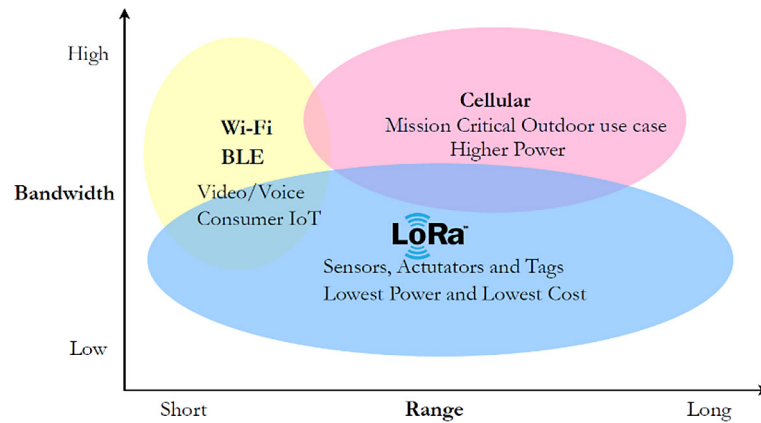 High
Cellular
Mission Critical Outdoor use case
Higher Power
Wi-Fi
BLE
Bandwidth
Video/Voice
Consumer IoT
LoRa™
Sensors, Actutators and Tags
Lowest Power and Lowest Cost
Low
Short
Range
Long